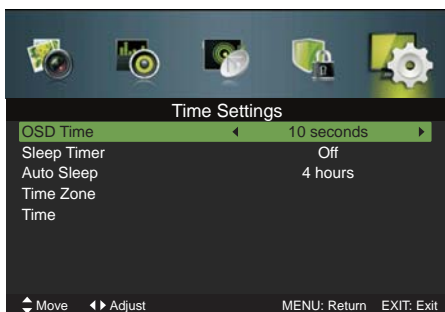 Time Settings
OSD Time 10 seconds
Sleep Timer Off
Auto Sleep 4 hours
Time Zone
Time
Move Adjust MENU: Return EXIT: Exit